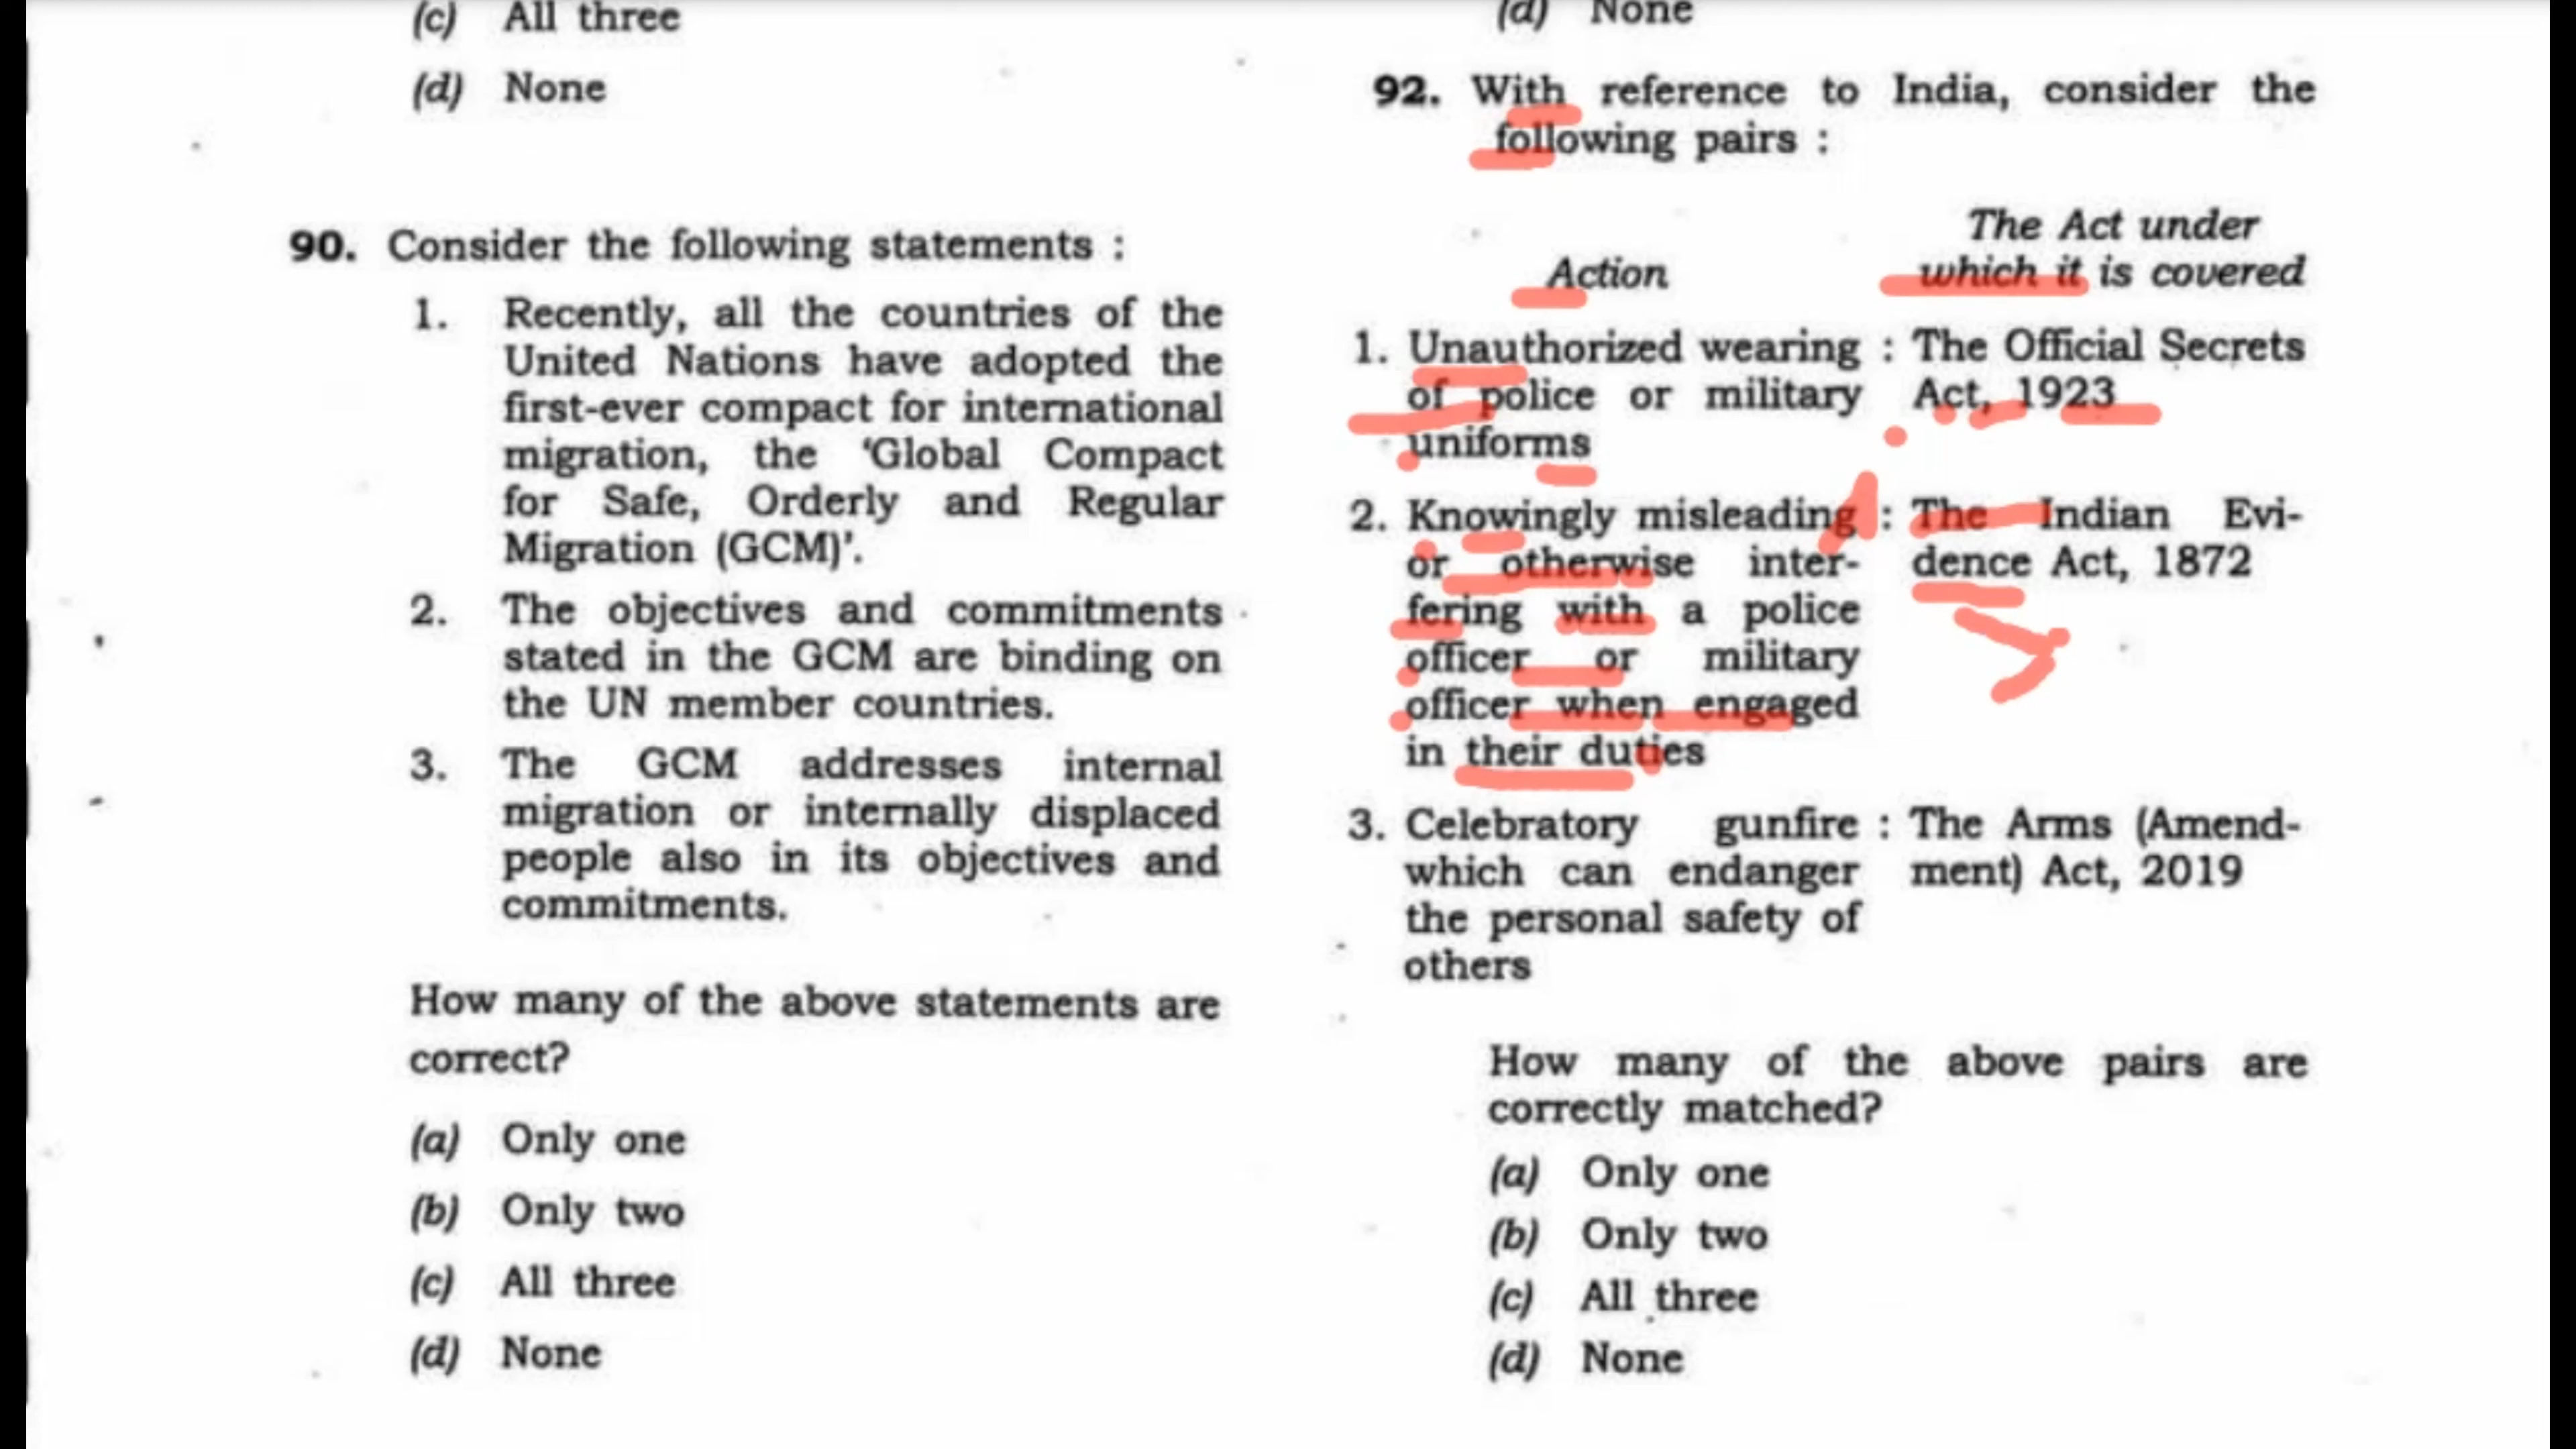 (c) All three
(d) None
90. Consider the following statements :
1. Recently, all the countries of the
United Nations have adopted the
first-ever compact for international
migration, the 'Global Compact
for Safe, Orderly and Regular
Migration (GCM)'.
2. The objectives and commitments
stated in the GCM are binding on
the UN member countries.
3. The GCM addresses internal
migration or internally displaced
people also in its objectives and
commitments.
How many of the above statements are
correct?
(a) Only one
(b) Only two
(c) All three
(d) None
(d) None
92. With reference to India, consider the
following pairs :
The Act under
Action which it is covered
1. Unauthorized wearing : The Official Secrets
of police or military Act, 1923
uniforms
2. Knowingly misleading : The Indian Evi-
or otherwise inter- dence Act, 1872
fering with a police
officer or military
officer when engaged
in their duties
3. Celebratory gunfire : The Arms (Amend-
which can endanger ment) Act, 2019
the personal safety of
others
How many of the above pairs are
correctly matched?
(a) Only one
(b) Only two
(c) All three
(d) None